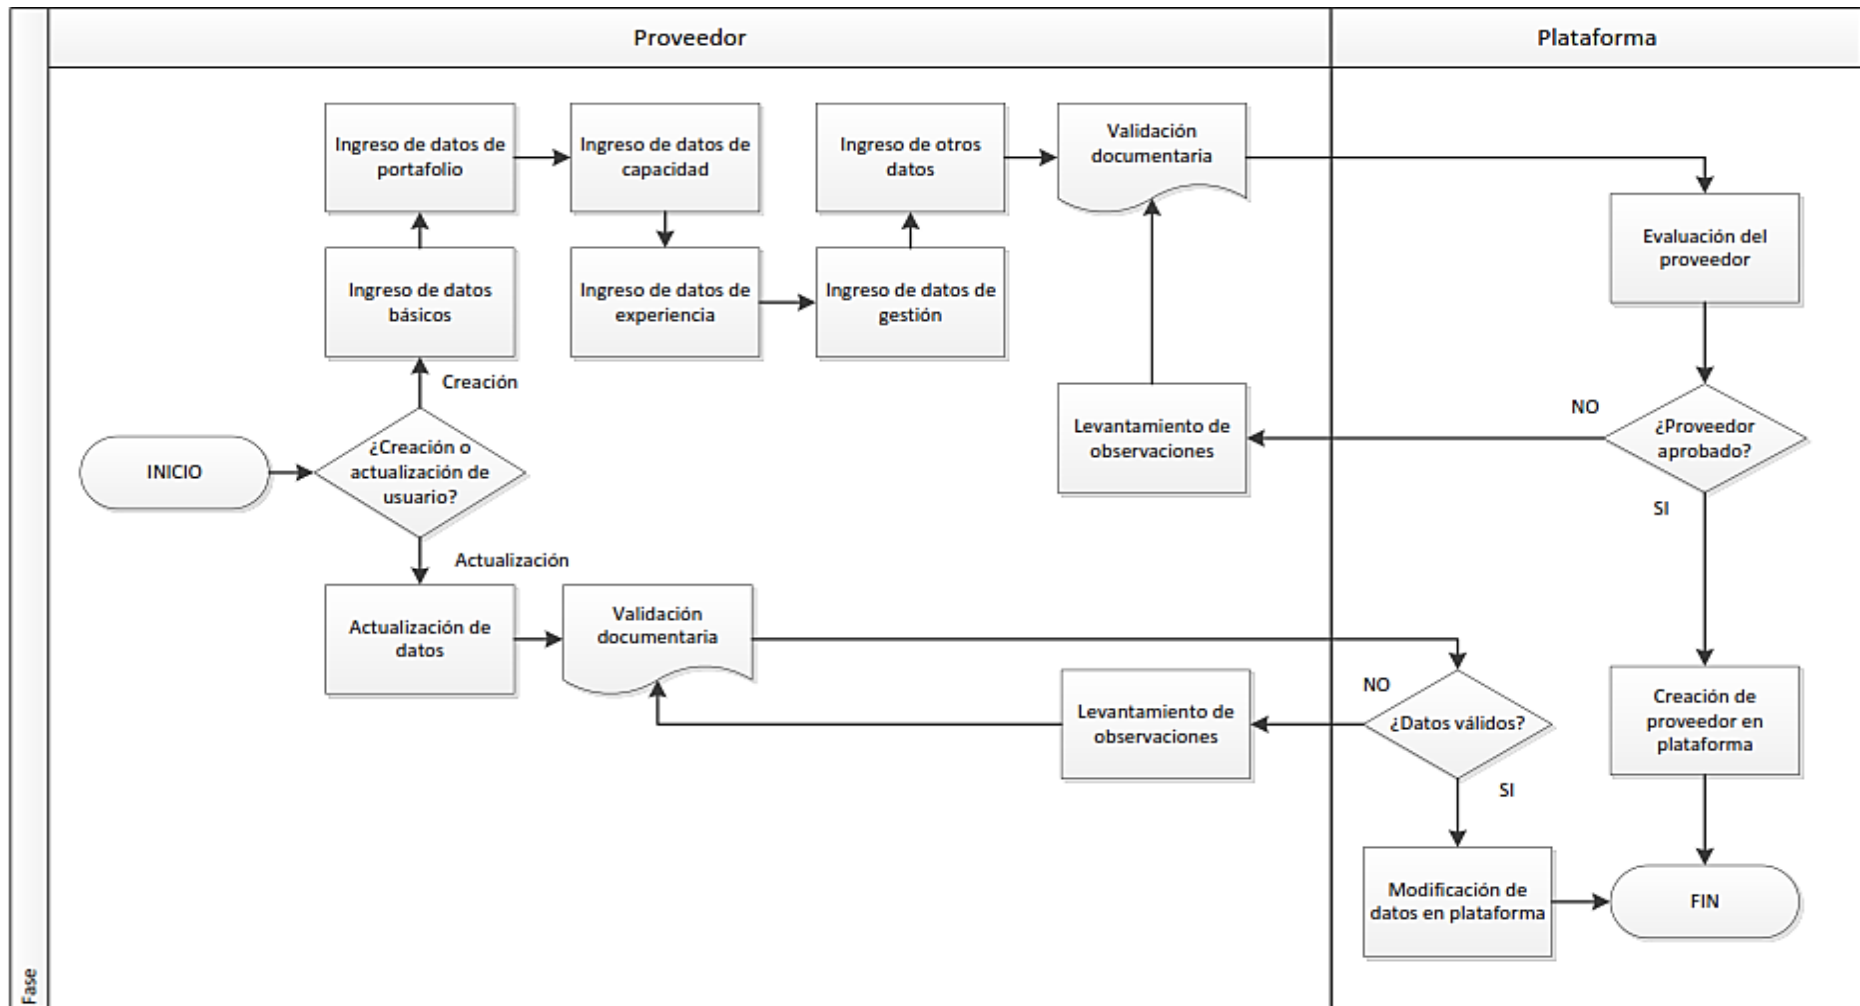 Proveedor
Plataforma
Ingreso de datos de
portafolio
Ingreso de datos de
capacidad
Ingreso de otros
datos
Validación
documentaria
Evaluación del
proveedor
Ingreso de datos
básicos
Ingreso de datos de
experiencia
Ingreso de datos de
gestión
Creación
NO
¿Proveedor
aprobado?
Levantamiento de
observaciones
INICIO
¿Creación o
actualización de
usuario?
SI
Actualización
Actualización de
datos
Validación
documentaria
NO
Levantamiento de
observaciones
¿Datos válidos?
Creación de
proveedor en
plataforma
SI
Modificación de
datos en plataforma
FIN
Fase